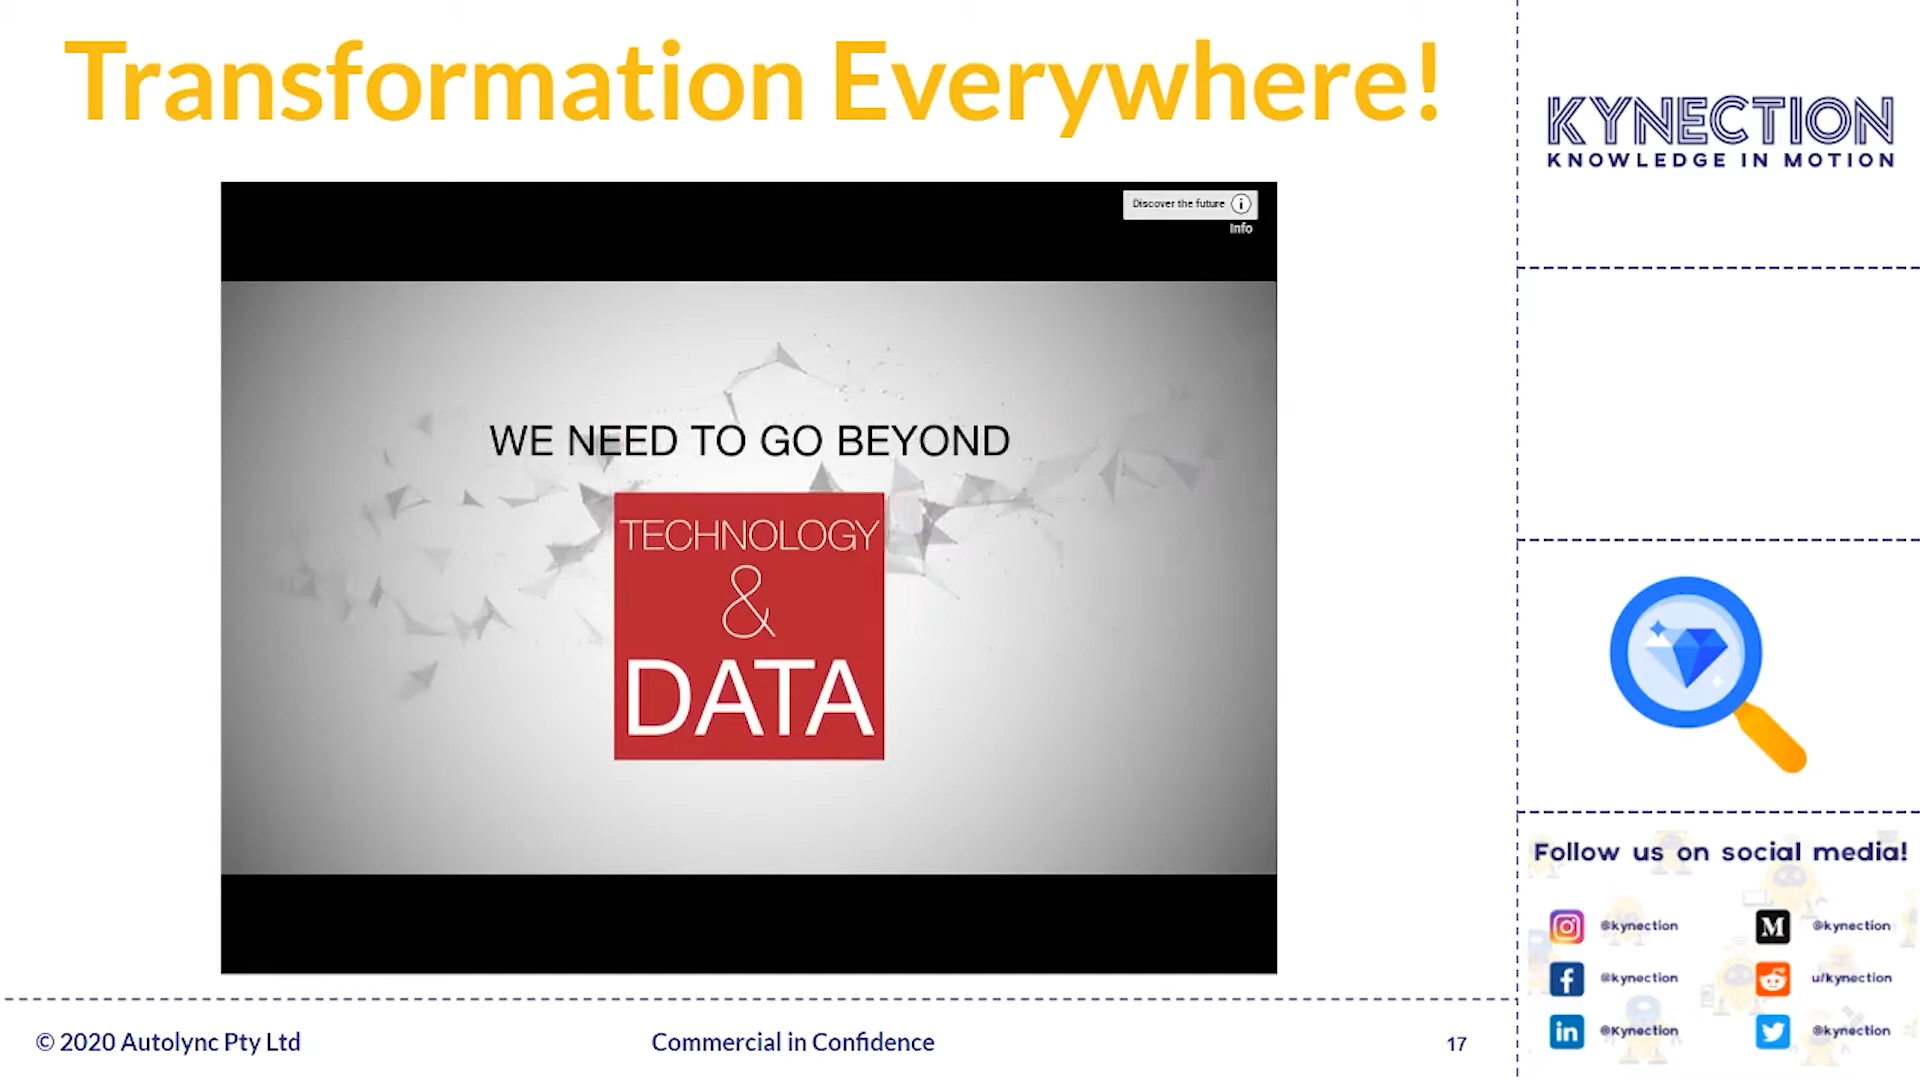 Transformation Everywhere!
Discover the future
Info
WE NEED TO GO BEYOND
TECHNOLOGY
&
DATA
© 2020 Autolync Pty Ltd
Commercial in Confidence
17
KYNECTION
KNOWLEDGE IN MOTION
Follow us on social media!
@kynection
@kynection
@kynection
u/kynection
@Kynection
@kynection